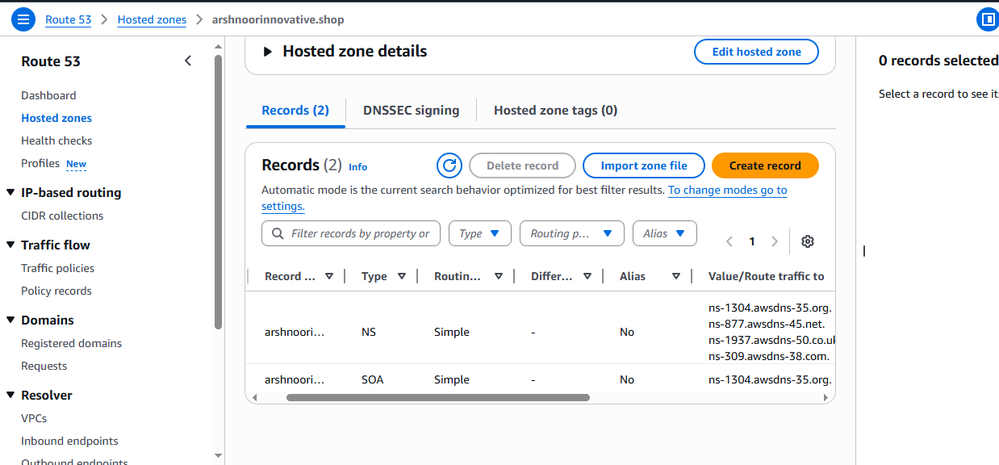 Route 53 > Hosted zones > arshnoorinnovative.shop
Route 53
Dashboard
Hosted zones
Health checks
Profiles New
IP-based routing
CIDR collections
Traffic flow
Traffic policies
Policy records
Domains
Registered domains
Requests
Resolver
VPCs
Inbound endpoints
Outbound endpoints
Hosted zone details
Edit hosted zone
Records (2)
DNSSEC signing
Hosted zone tags (0)
Records (2) Info
Delete record
Import zone file
Create record
Automatic mode is the current search behavior optimized for best filter results. To change modes go to
settings.
Filter records by property or
Type
Routing p...
Alias
1
Record ... Type Routin... Differ... Alias Value/Route traffic to
ns-1304.awsdns-35.org.
ns-877.awsdns-45.net.
arshnoori... NS Simple - No
ns-1937.awsdns-50.co.uk
ns-309.awsdns-38.com.
arshnoori... SOA Simple - No ns-1304.awsdns-35.org.
0 records selected
Select a record to see it